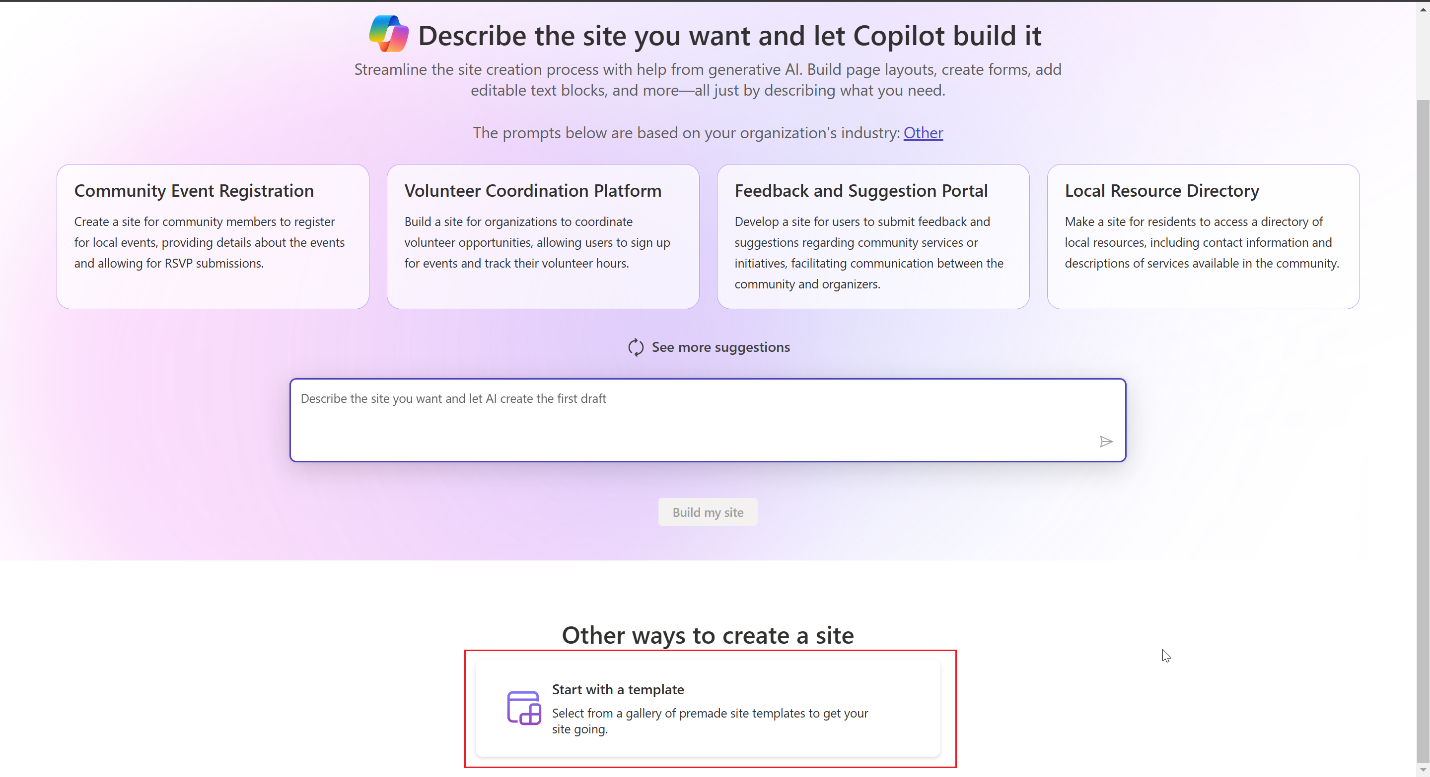 Describe the site you want and let Copilot build it
Streamline the site creation process with help from generative AI. Build page layouts, create forms, add
editable text blocks, and more—all just by describing what you need.
The prompts below are based on your organization's industry: Other
Community Event Registration
Create a site for community members to register
for local events, providing details about the events
and allowing for RSVP submissions.
Volunteer Coordination Platform
Build a site for organizations to coordinate
volunteer opportunities, allowing users to sign up
for events and track their volunteer hours.
Feedback and Suggestion Portal
Develop a site for users to submit feedback and
suggestions regarding community services or
initiatives, facilitating communication between the
community and organizers.
Local Resource Directory
Make a site for residents to access a directory of
local resources, including contact information and
descriptions of services available in the community.
See more suggestions
Describe the site you want and let AI create the first draft
Build my site
Other ways to create a site
Start with a template
Select from a gallery of premade site templates to get your
site going.